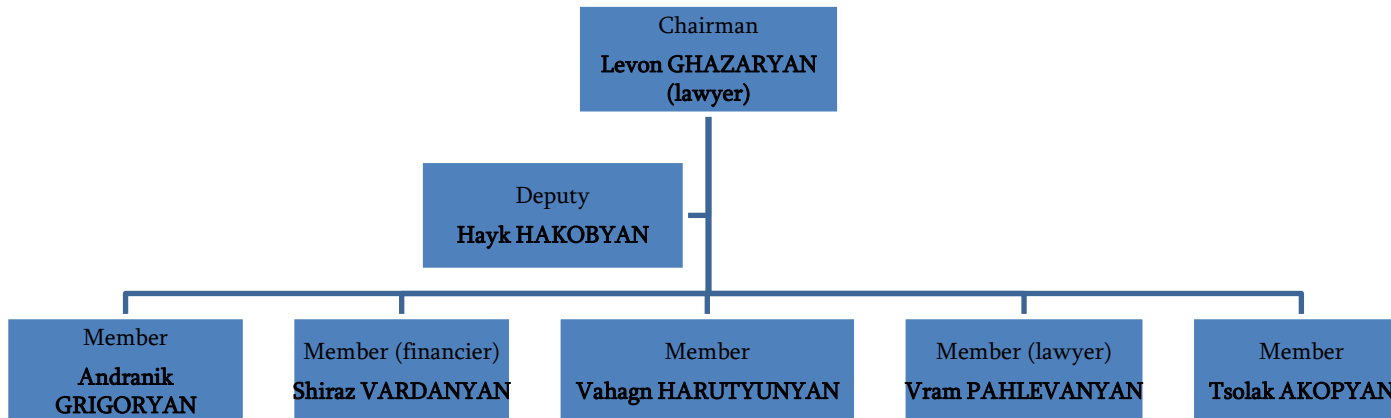 Chairman
Levon GHAZARYAN
(lawyer)
Deputy
Hayk HAKOBYAN
Member
Andranik
GRIGORYAN
Member (financier)
Shiraz VARDANYAN
Member
Vahagn HARUTYUNYAN
Member (lawyer)
Vram PAHLEVANYAN
Member
Tsolak AKOPYAN